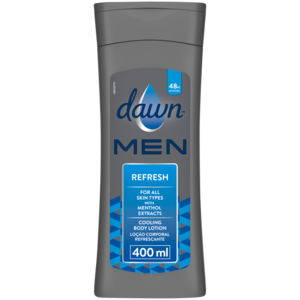 48H
dawn
MEN
REFRESH
FOR ALL
SKIN TYPES
WITH
MENTHOL
EXTRACTS
COOLING
BODY LOTION
LOÇÃO CORPORAL
REFRESCANTE
400 ml